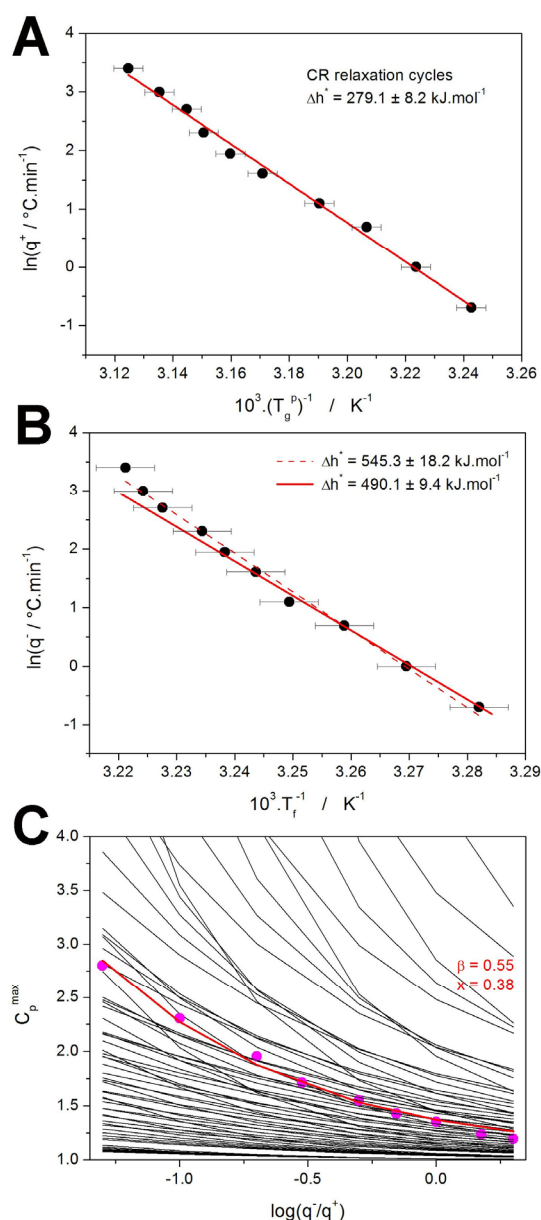 A
ln(q⁺ / °C.min⁻¹)
4
3
2
1
0
-1
CR relaxation cycles
Δh* = 279.1 ± 8.2 kJ.mol⁻¹
3.12 3.14 3.16 3.18 3.20 3.22 3.24 3.26
10³.(T_g^p)⁻¹ / K⁻¹
B
ln(q⁻ / °C.min⁻¹)
4
3
2
1
0
-1
Δh* = 545.3 ± 18.2 kJ.mol⁻¹
Δh* = 490.1 ± 9.4 kJ.mol⁻¹
3.22 3.23 3.24 3.25 3.26 3.27 3.28 3.29
10³.T_f⁻¹ / K⁻¹
C
C_p^max
4.0
3.5
3.0
2.5
2.0
1.5
1.0
β = 0.55
x = 0.38
-1.0 -0.5 0.0
log(q⁻/q⁺)